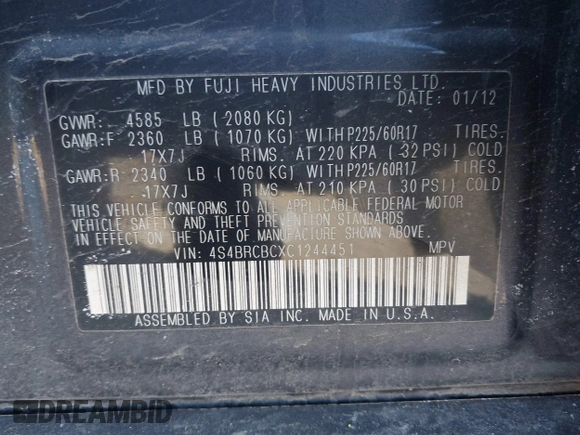 MFD BY FUJI HEAVY INDUSTRIES LTD.
DATE: 01/12
GVWR: 4585 LB (2080 KG)
GAWR:F 2360 LB (1070 KG) WITH P225/60R17 TIRES.
17X7J RIMS. AT 220 KPA (32 PSI) COLD
GAWR:R 2340 LB (1060 KG) WITH P225/60R17 TIRES.
17X7J RIMS. AT 210 KPA (30 PSI) COLD
THIS VEHICLE CONFORMS TO ALL APPLICABLE FEDERAL MOTOR
VEHICLE SAFETY AND THEFT PREVENTION STANDARDS
IN EFFECT ON THE DATE OF MANUFACTURE SHOWN ABOVE.
VIN: 4S4BRCBCXC1244451 MPV
ASSEMBLED BY SIA INC. MADE IN U.S.A.
DREAMBID